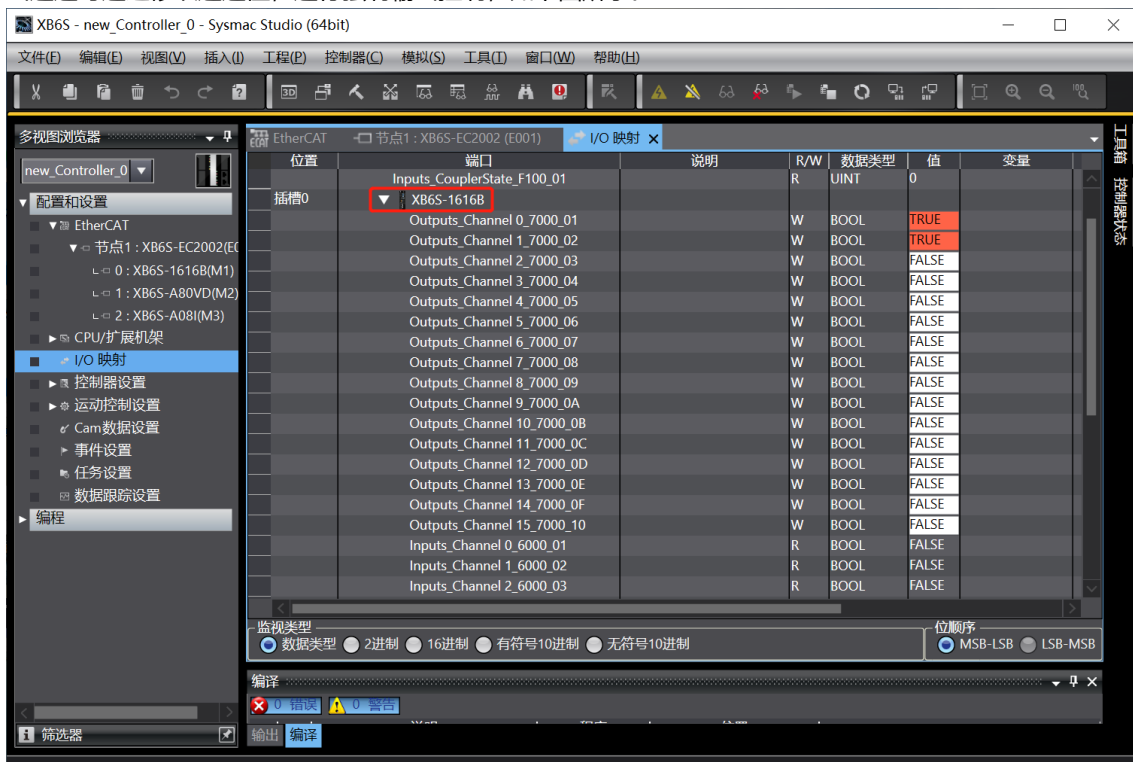 XB6S - new_Controller_0 - Sysmac Studio (64bit)
文件(F) 编辑(E) 视图(V) 插入(I) 工程(P) 控制器(C) 模拟(S) 工具(T) 窗口(W) 帮助(H)
多视图浏览器
new_Controller_0
配置和设置
EtherCAT
节点1 : XB6S-EC2002(E0
0 : XB6S-1616B(M1)
1 : XB6S-A80VD(M2)
2 : XB6S-A08I(M3)
CPU/扩展机架
I/O 映射
控制器设置
运动控制设置
Cam数据设置
事件设置
任务设置
数据跟踪设置
编程
筛选器
EtherCAT 节点1 : XB6S-EC2002 (E001) I/O 映射
位置 端口 说明 R/W 数据类型 值 变量
Inputs_CouplerState_F100_01 R UINT 0
插槽0 XB6S-1616B
Outputs_Channel 0_7000_01 W BOOL TRUE
Outputs_Channel 1_7000_02 W BOOL TRUE
Outputs_Channel 2_7000_03 W BOOL FALSE
Outputs_Channel 3_7000_04 W BOOL FALSE
Outputs_Channel 4_7000_05 W BOOL FALSE
Outputs_Channel 5_7000_06 W BOOL FALSE
Outputs_Channel 6_7000_07 W BOOL FALSE
Outputs_Channel 7_7000_08 W BOOL FALSE
Outputs_Channel 8_7000_09 W BOOL FALSE
Outputs_Channel 9_7000_0A W BOOL FALSE
Outputs_Channel 10_7000_0B W BOOL FALSE
Outputs_Channel 11_7000_0C W BOOL FALSE
Outputs_Channel 12_7000_0D W BOOL FALSE
Outputs_Channel 13_7000_0E W BOOL FALSE
Outputs_Channel 14_7000_0F W BOOL FALSE
Outputs_Channel 15_7000_10 W BOOL FALSE
Inputs_Channel 0_6000_01 R BOOL FALSE
Inputs_Channel 1_6000_02 R BOOL FALSE
Inputs_Channel 2_6000_03 R BOOL FALSE
监视类型
数据类型 2进制 16进制 有符号10进制 无符号10进制
位顺序
MSB-LSB LSB-MSB
编译
0 错误 0 警告
输出 编译
工具箱
控制器状态